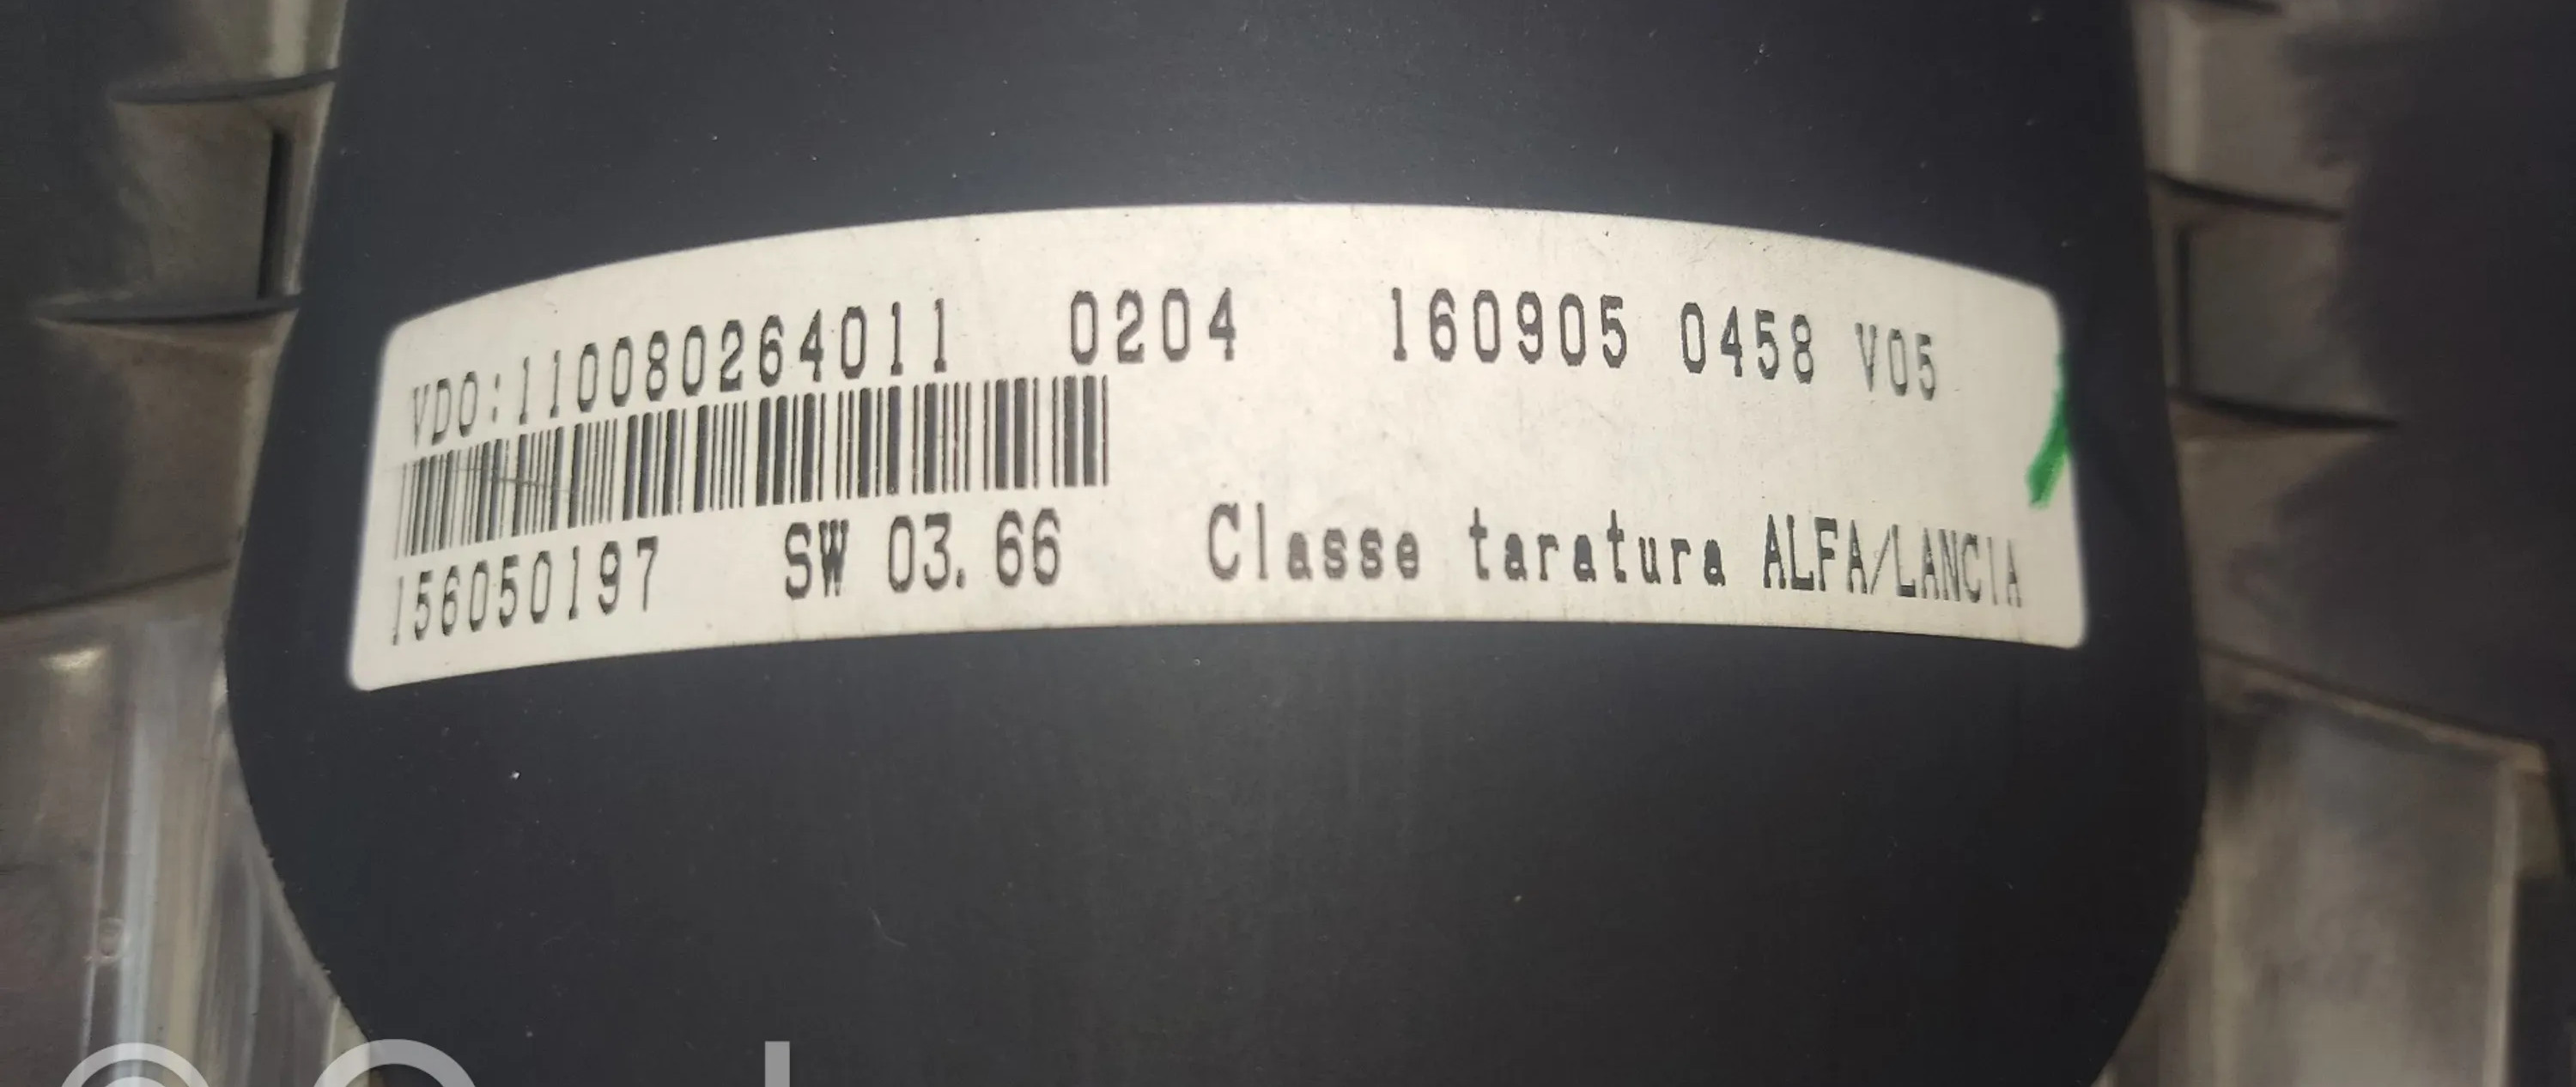 VDO:110080264011 0204 160905 0458 V05
156050197 SW 03.66 Classe taratura ALFA/LANCIA